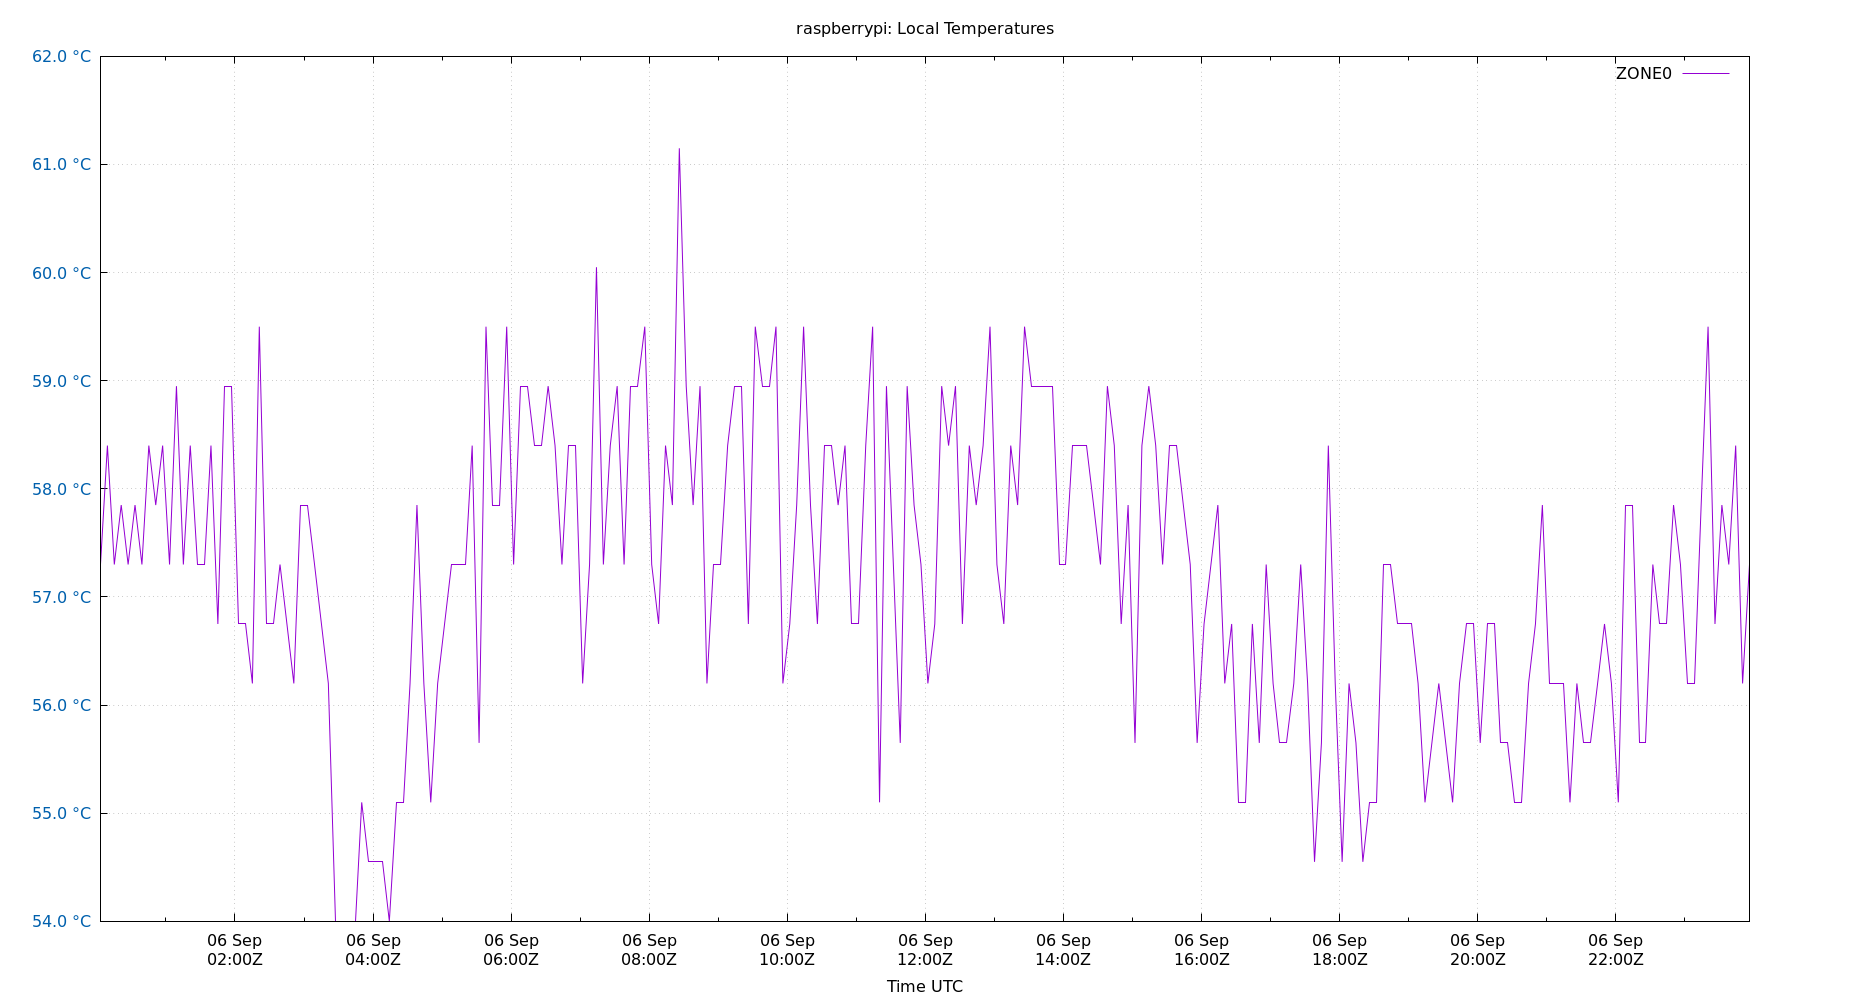 raspberrypi: Local Temperatures
62.0 °C
ZONE0
61.0 °C
60.0 °C
59.0 °C
58.0 °C
57.0 °C
56.0 °C
55.0 °C
54.0 °C
06 Sep 06 Sep 06 Sep 06 Sep 06 Sep 06 Sep 06 Sep 06 Sep 06 Sep 06 Sep 06 Sep
02:00Z 04:00Z 06:00Z 08:00Z 10:00Z 12:00Z 14:00Z 16:00Z 18:00Z 20:00Z 22:00Z
Time UTC